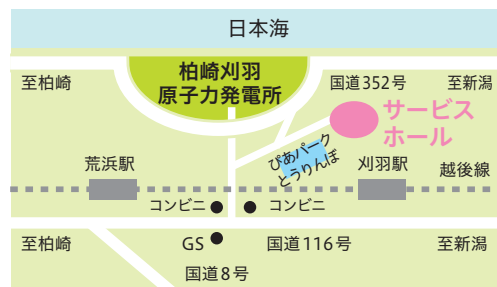 日本海
柏崎刈羽
原子力発電所
至柏崎
国道352号
至新潟
サービス
ホール
ぴあパーク
とうりんぼ
荒浜駅
刈羽駅
越後線
コンビニ
コンビニ
至柏崎
GS
国道116号
至新潟
国道8号